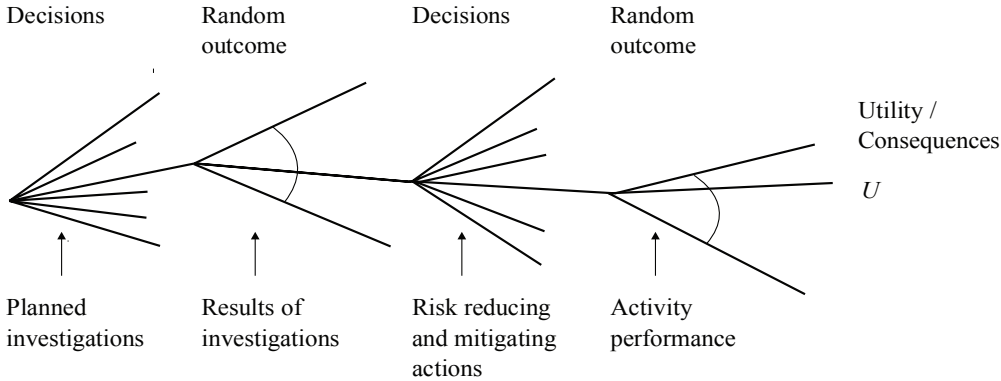 Decisions
Random
outcome
Decisions
Random
outcome
Utility /
Consequences
U
Planned
investigations
Results of
investigations
Risk reducing
and mitigating
actions
Activity
performance